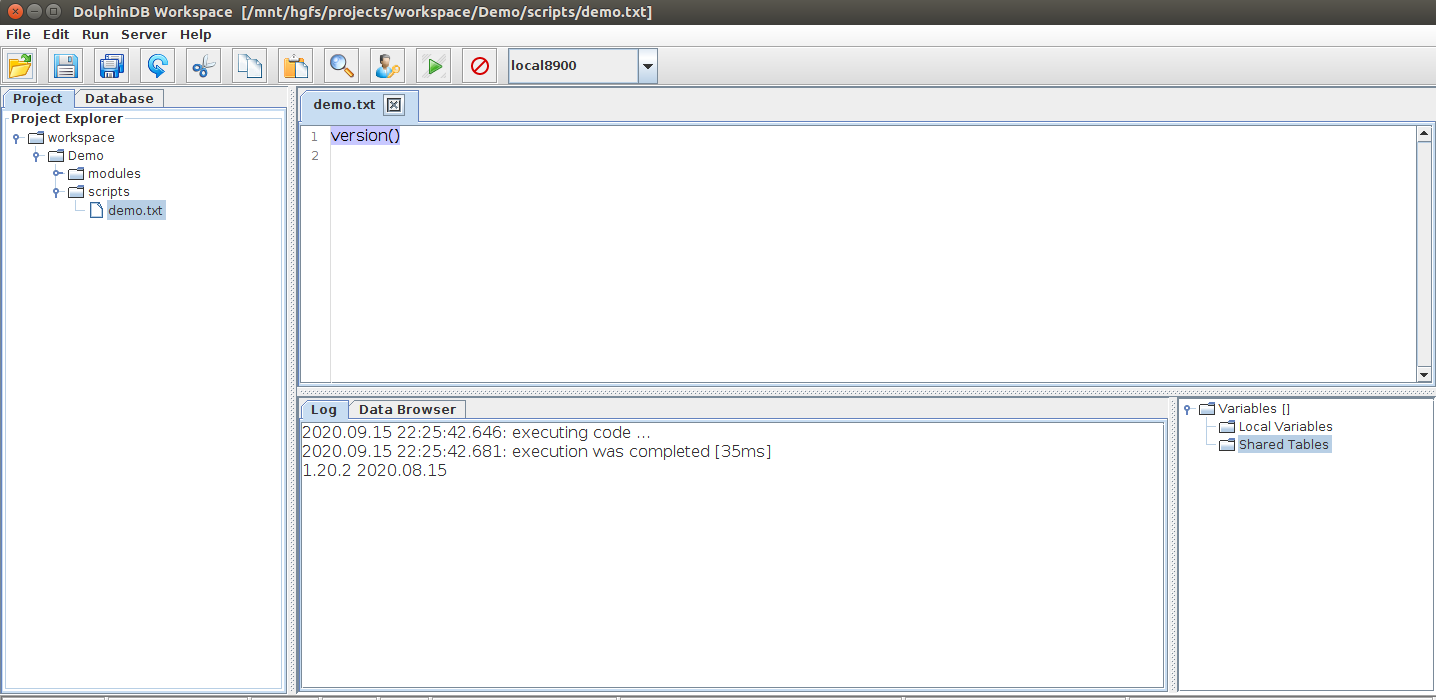 DolphinDB Workspace [/mnt/hgfs/projects/workspace/Demo/scripts/demo.txt]
File Edit Run Server Help
local8900
Project Database
Project Explorer
workspace
Demo
modules
scripts
demo.txt
demo.txt
1 version()
2
Log Data Browser
2020.09.15 22:25:42.646: executing code ...
2020.09.15 22:25:42.681: execution was completed [35ms]
1.20.2 2020.08.15
Variables []
Local Variables
Shared Tables